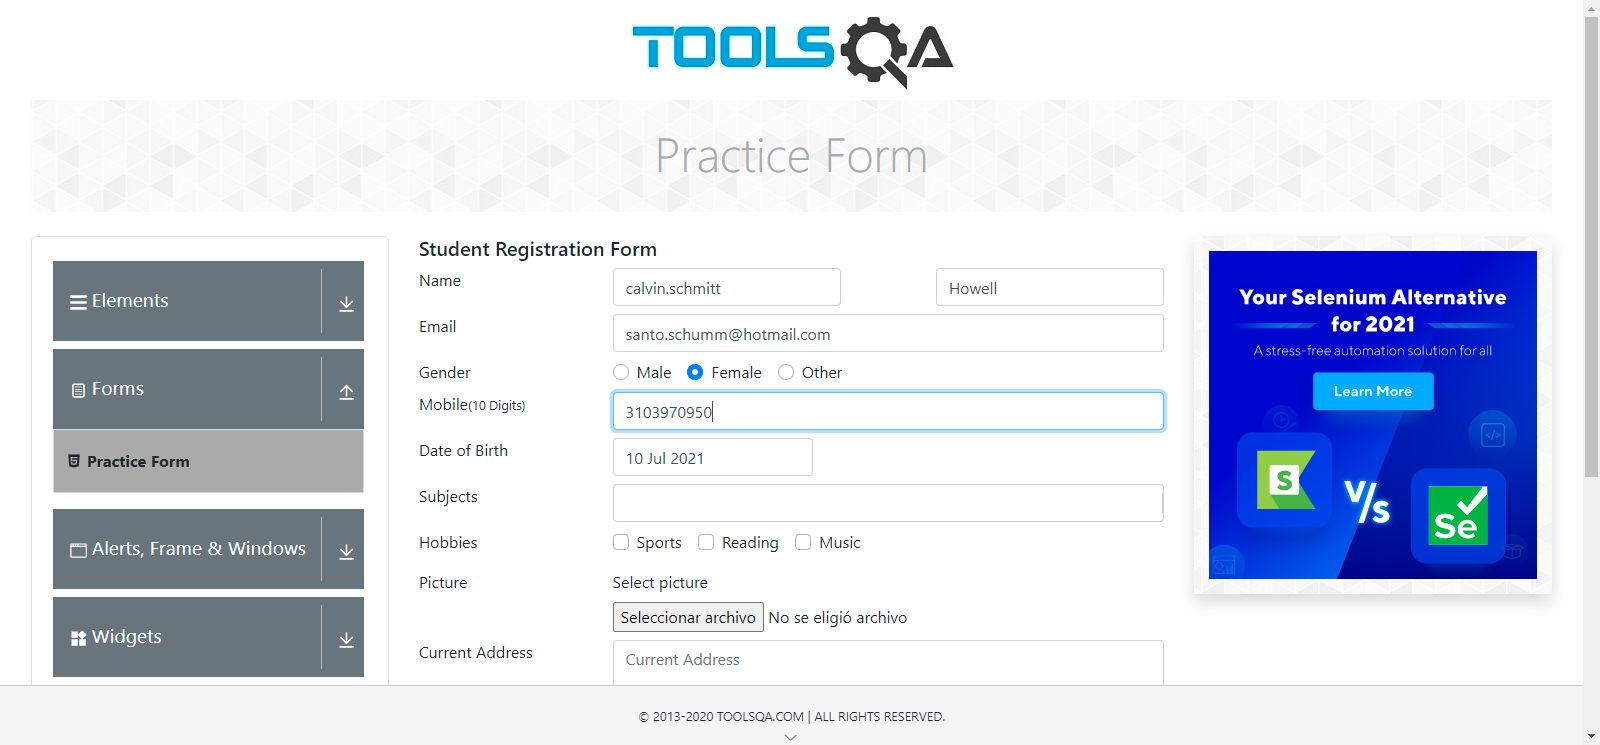 TOOLSQA
Practice Form
Elements
Forms
Practice Form
Alerts, Frame & Windows
Widgets
Student Registration Form
Name
calvin.schmitt
Howell
Email
santo.schumm@hotmail.com
Gender
Male
Female
Other
Mobile(10 Digits)
3103970950
Date of Birth
10 Jul 2021
Subjects
Hobbies
Sports
Reading
Music
Picture
Select picture
Seleccionar archivo
No se eligió archivo
Current Address
Current Address
Your Selenium Alternative
for 2021
A stress-free automation solution for all
Learn More
S
V/s
Se
© 2013-2020 TOOLSQA.COM | ALL RIGHTS RESERVED.